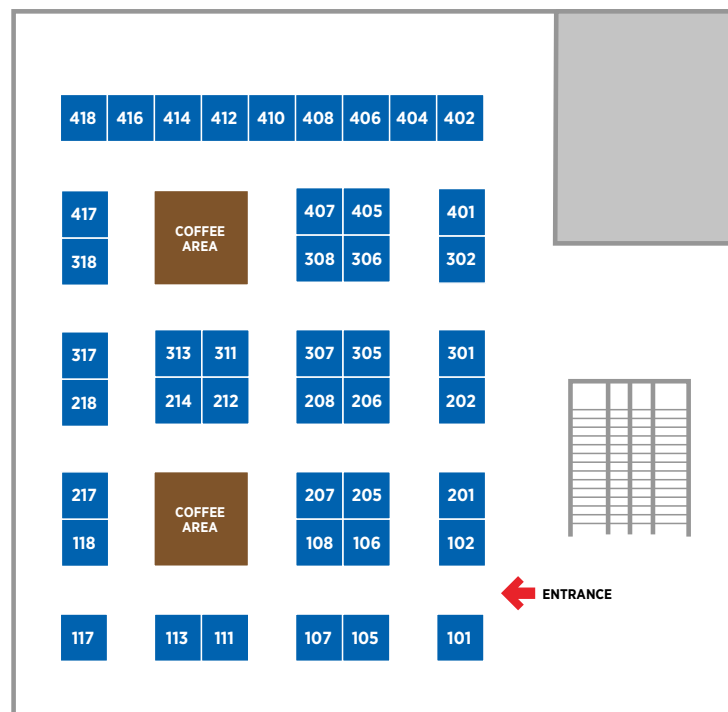 418 416 414 412 410 408 406 404 402
417 407 405 401
COFFEE
AREA
318 308 306 302
317 313 311 307 305 301
218 214 212 208 206 202
217 207 205 201
COFFEE
AREA
118 108 106 102
ENTRANCE
117 113 111 107 105 101